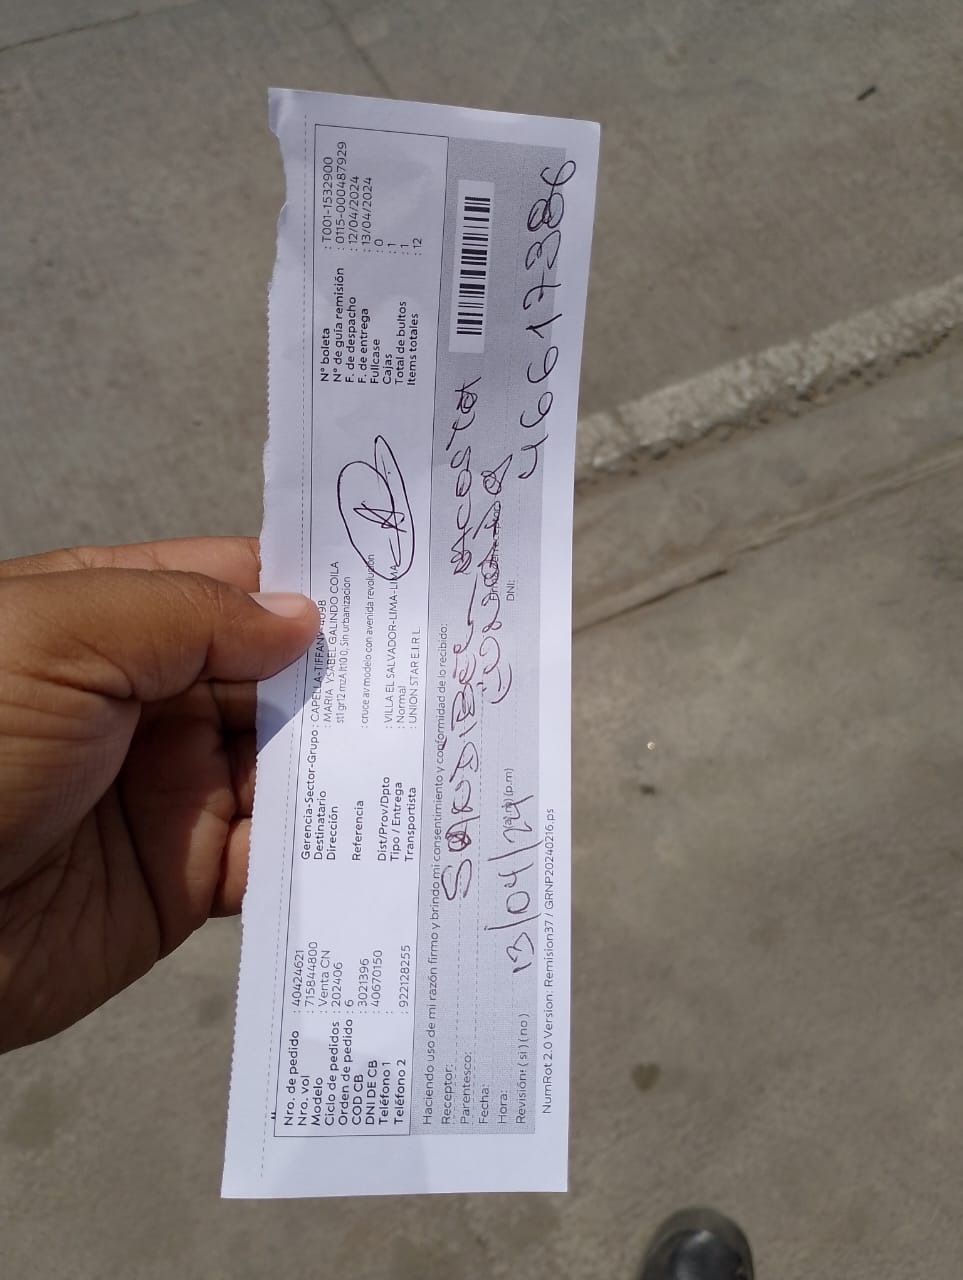 Nro. de pedido : 40424621
Nro. vol : 715844800
Modelo : Venta CN
Ciclo de pedidos : 202406
Orden de pedido : 6
COD CB : 3021396
DNI DE CB : 40670150
Teléfono 1 :
Teléfono 2 : 922128255
Gerencia-Sector-Grupo : CAPELLA-TIFFANY-4098
Destinatario : MARIA YSABEL GALINDO COILA
Dirección st1 gr12 mzA lt10 0, Sin urbanizacion
Referencia : cruce av modelo con avenida revolucion
Dist/Prov/Dpto : VILLA EL SALVADOR-LIMA-LIMA
Tipo / Entrega : Normal
Transportista : UNION STAR E.I.R.L
N° boleta : T001-1532900
N° de guía remisión : 0115-000487929
F. de despacho : 12/04/2024
F. de entrega : 13/04/2024
Fullcase : 0
Cajas : 1
Total de bultos : 1
Items totales : 12
Haciendo uso de mi razón firmo y brindo mi consentimiento y conformidad de lo recibido:
Receptor: Acosta
Parentesco:
Fecha: 13/04/24
Hora: (a.m) (p.m)
DNI: 46617386
Revisión: ( si ) ( no )
NumRot 2.0 Version: Remision37 / GRNP20240216.ps